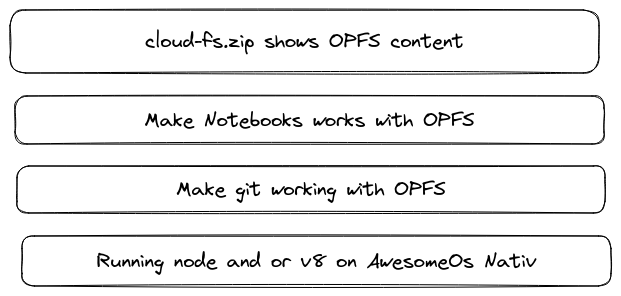 cloud-fs.zip shows OPFS content
Make Notebooks works with OPFS
Make git working with OPFS
Running node and or v8 on AwesomeOs Nativ